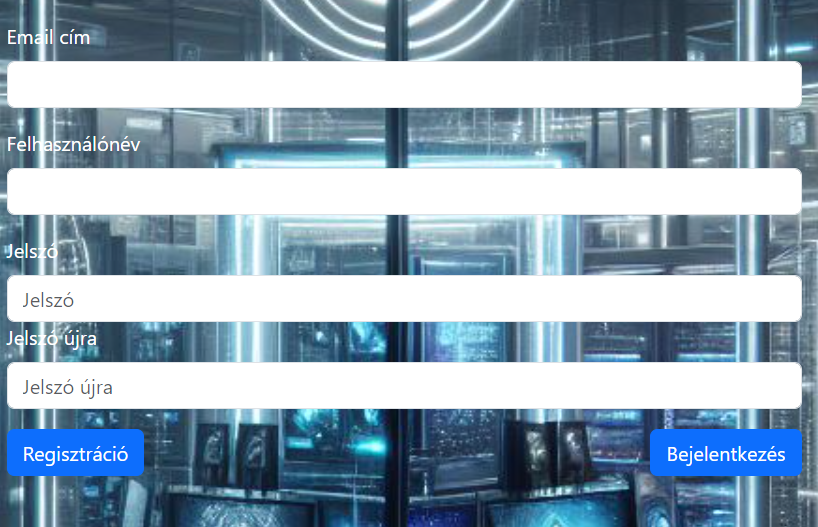 Email cím
Felhasználónév
Jelszó
Jelszó
Jelszó újra
Jelszó újra
Regisztráció
Bejelentkezés